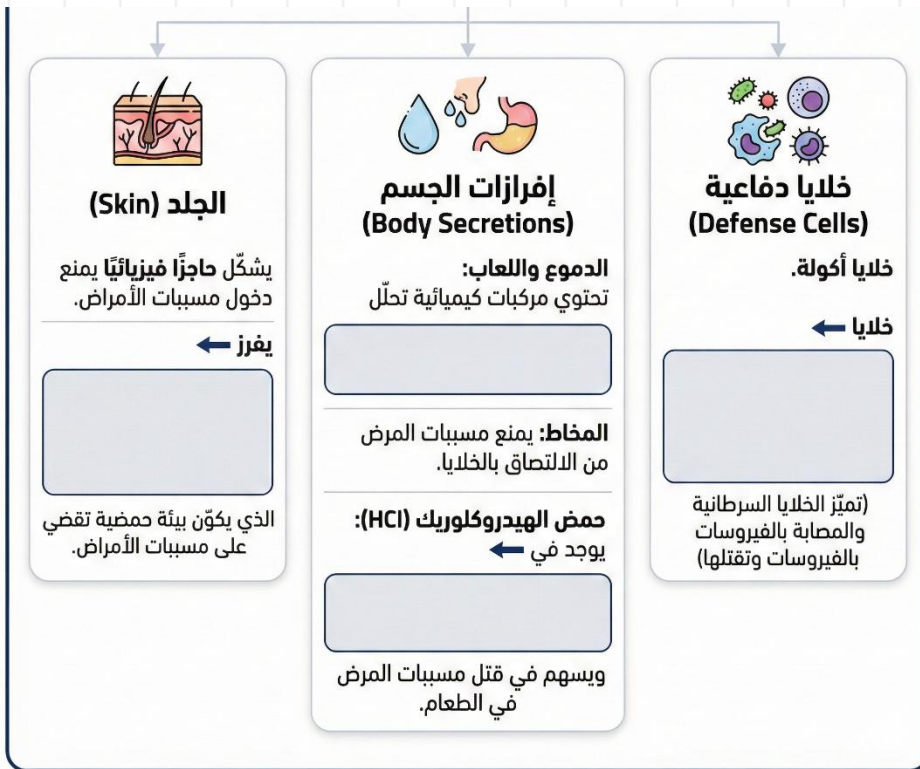 خلايا دفاعية
(Defense Cells)
خلايا أكولة.
خلايا ←
(تميّز الخلايا السرطانية
والمصابة بالفيروسات
بالفيروسات وتقتلها)
إفرازات الجسم
(Body Secretions)
الدموع واللعاب:
تحتوي مركبات كيميائية تحلّل
المخاط: يمنع مسببات المرض
من الالتصاق بالخلايا.
حمض الهيدروكلوريك (HCl):
يوجد في ←
ويسهم في قتل مسببات المرض
في الطعام.
الجلد (Skin)
يشكّل حاجزًا فيزيائيًا يمنع
دخول مسببات الأمراض.
يفرز ←
الذي يكوّن بيئة حمضية تقضي
على مسببات الأمراض.